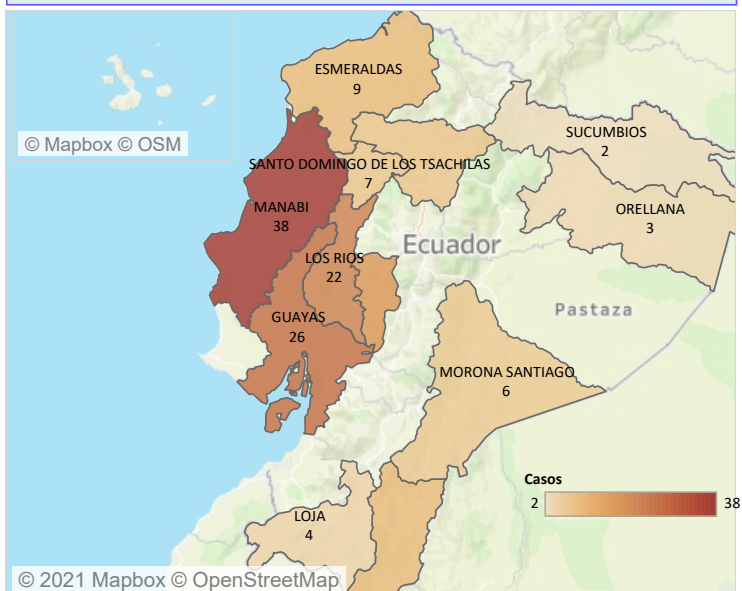 ESMERALDAS
9
© Mapbox © OSM
SUCUMBIOS
2
SANTO DOMINGO DE LOS TSACHILAS
7
MANABI
38
ORELLANA
3
Ecuador
LOS RIOS
22
Pastaza
GUAYAS
26
MORONA SANTIAGO
6
Casos
2 38
LOJA
4
© 2021 Mapbox © OpenStreetMap